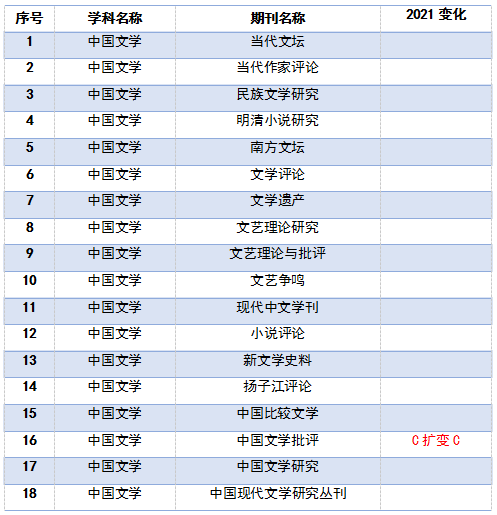 序号 学科名称 期刊名称 2021 变化
1 中国文学 当代文坛
2 中国文学 当代作家评论
3 中国文学 民族文学研究
4 中国文学 明清小说研究
5 中国文学 南方文坛
6 中国文学 文学评论
7 中国文学 文学遗产
8 中国文学 文艺理论研究
9 中国文学 文艺理论与批评
10 中国文学 文艺争鸣
11 中国文学 现代中文学刊
12 中国文学 小说评论
13 中国文学 新文学史料
14 中国文学 扬子江评论
15 中国文学 中国比较文学
16 中国文学 中国文学批评 C 扩变 C
17 中国文学 中国文学研究
18 中国文学 中国现代文学研究丛刊